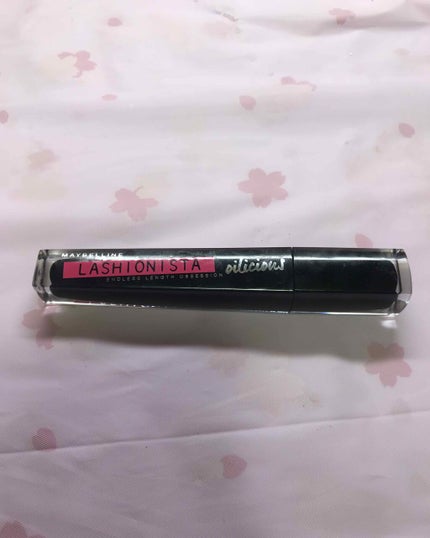 MAYBELLINE
LASHIONISTA oilicious
ENDLESS LENGTH OBSESSION